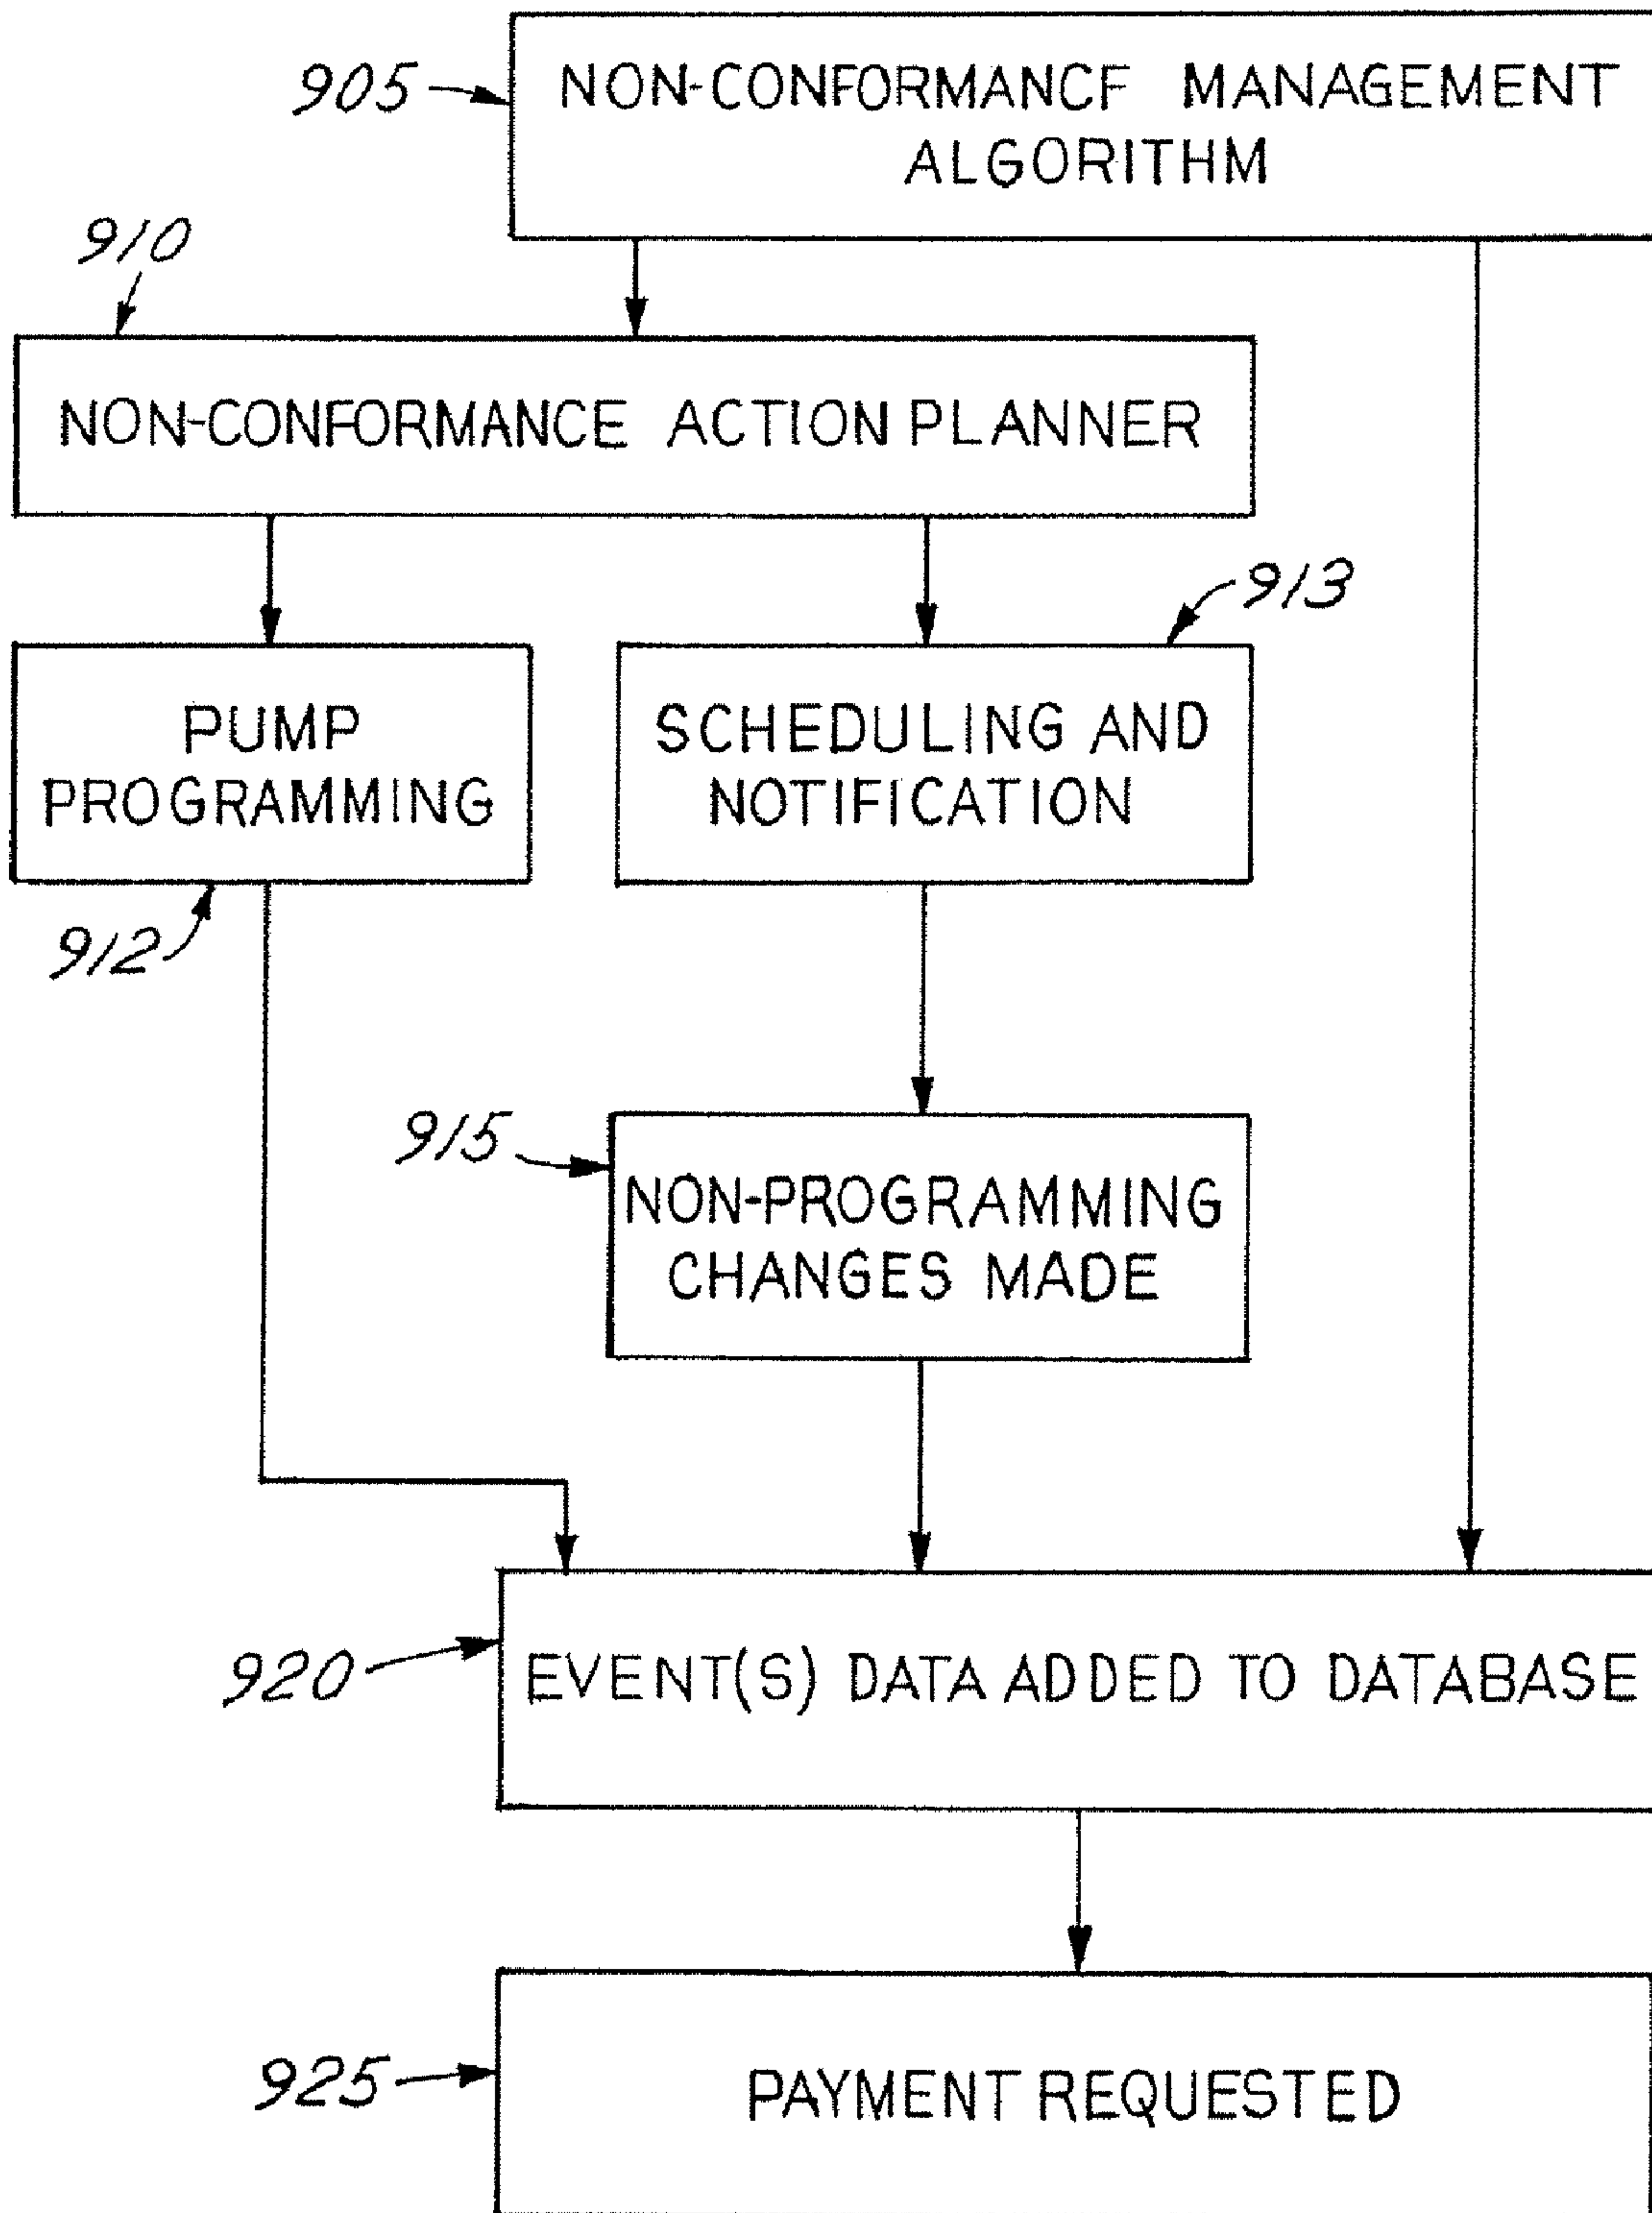 905
NON-CONFORMANCF MANAGEMENT
ALGORITHM
910
NON-CONFORMANCE ACTION PLANNER
913
PUMP
PROGRAMMING
SCHEDULING AND
NOTIFICATION
912
915
NON-PROGRAMMING
CHANGES MADE
920
EVENT(S) DATA ADDED TO DATABASE
925
PAYMENT REQUESTED